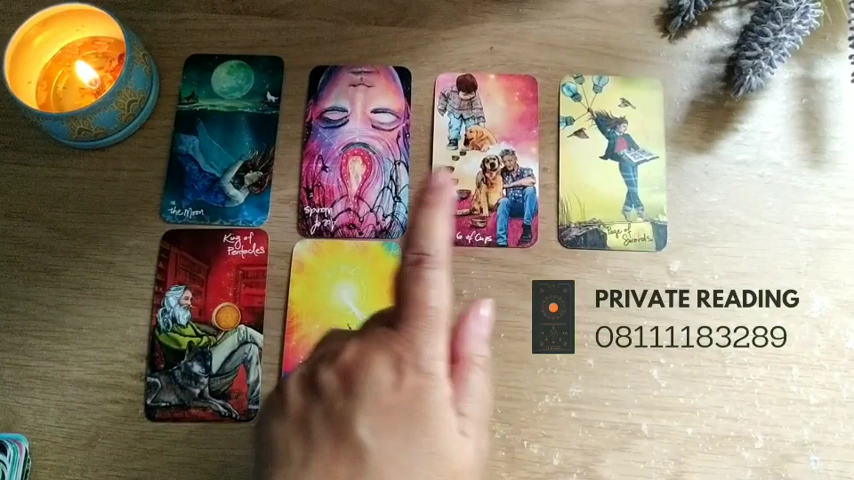 The Moon
King of
Pentacles
6 of Cups
Page of
Swords
PRIVATE READING
08111183289